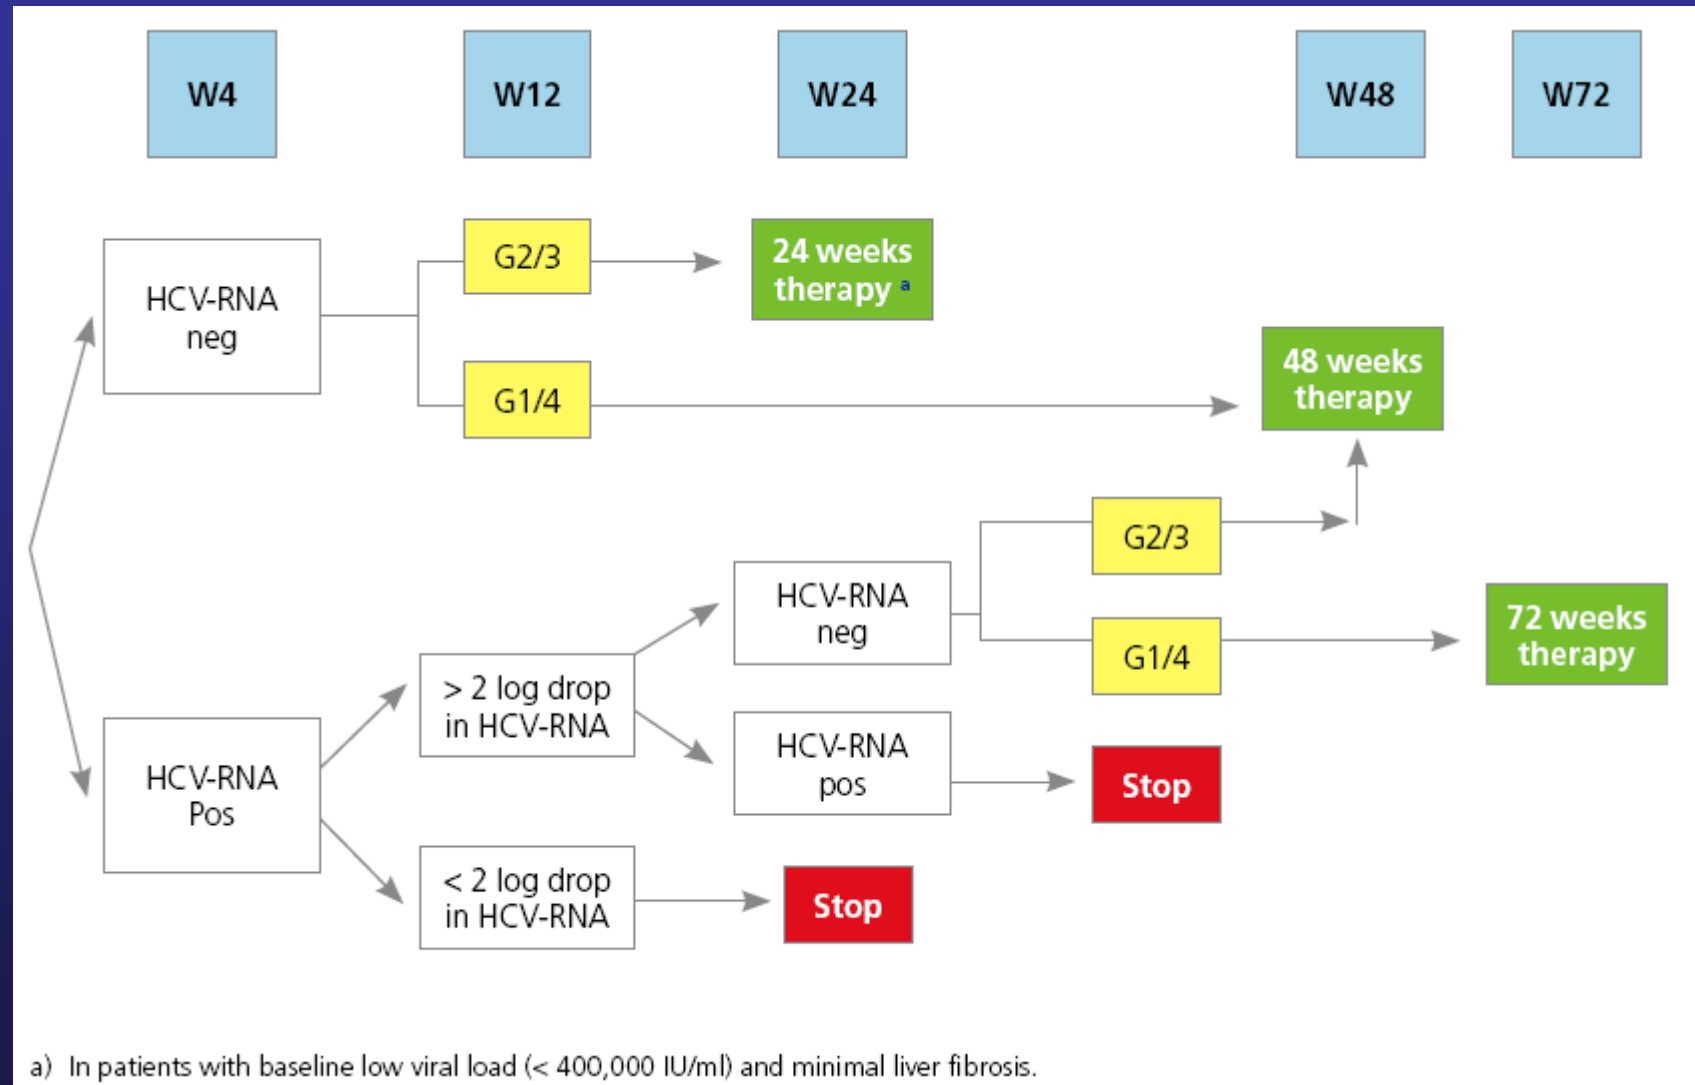 W4
W12
W24
W48
W72
HCV-RNA
neg
G2/3
24 weeks
therapy a
G1/4
48 weeks
therapy
HCV-RNA
Pos
> 2 log drop
in HCV-RNA
HCV-RNA
neg
G2/3
G1/4
72 weeks
therapy
HCV-RNA
pos
Stop
< 2 log drop
in HCV-RNA
Stop
a) In patients with baseline low viral load (< 400,000 IU/ml) and minimal liver fibrosis.